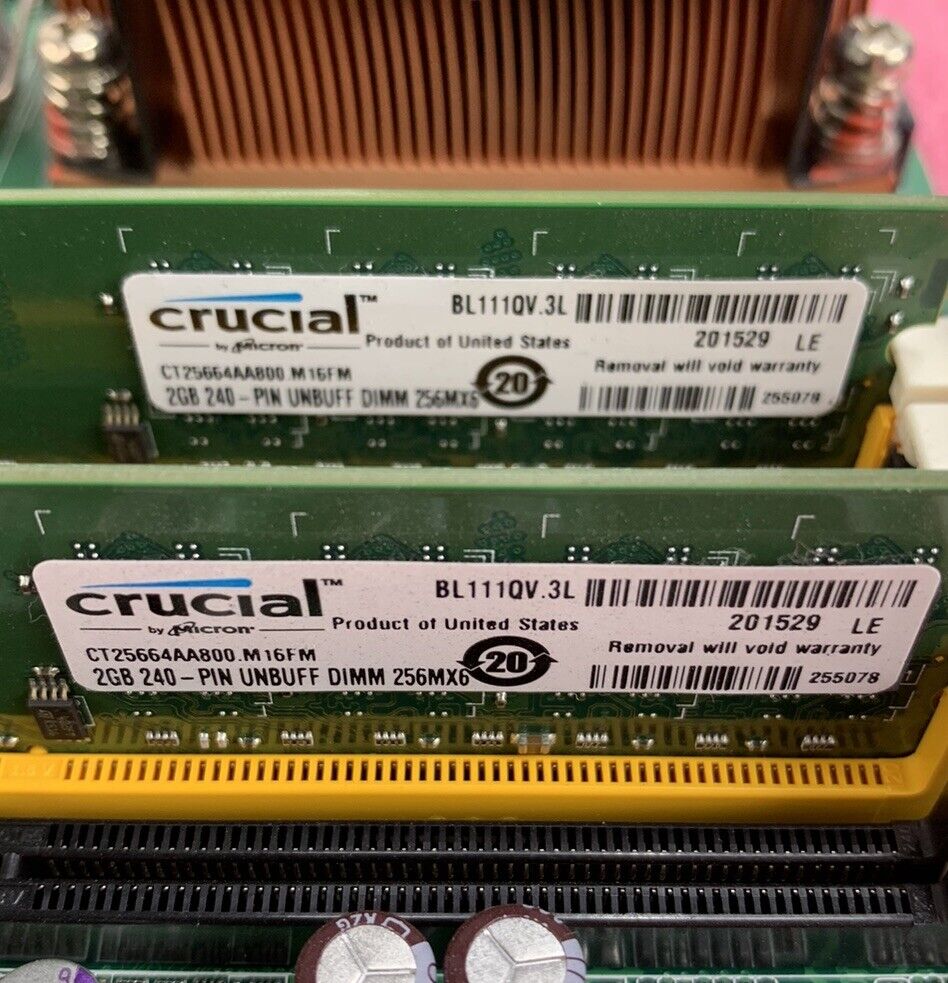 crucial™ BL111QV.3L
by Micron Product of United States 201529 LE
CT25664AA800.M16FM Removal will void warranty
2GB 240-PIN UNBUFF DIMM 256MX6 20 255078
crucial™ BL111QV.3L
by Micron Product of United States 201529 LE
CT25664AA800.M16FM Removal will void warranty
2GB 240-PIN UNBUFF DIMM 256MX6 20 255078